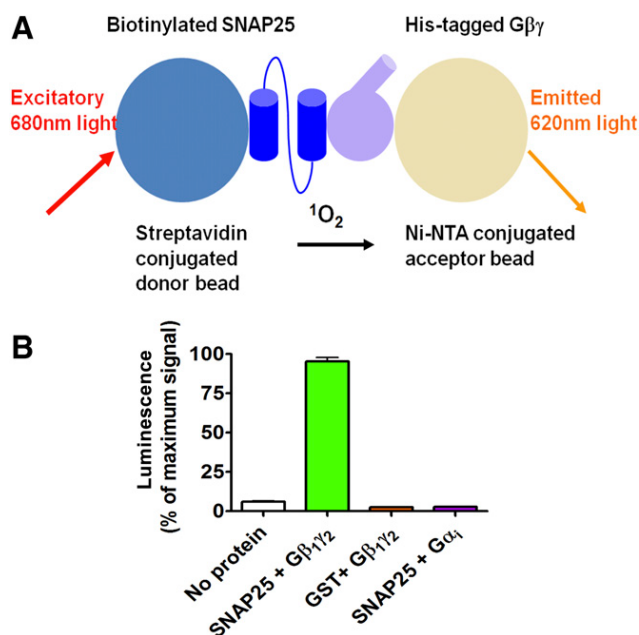 A
Biotinylated SNAP25
His-tagged Gβγ
Excitatory
680nm light
Emitted
620nm light
¹O₂
Streptavidin
conjugated
donor bead
Ni-NTA conjugated
acceptor bead
B
Luminescence
(% of maximum signal)
100
75
50
25
0
No protein
SNAP25 + Gβ₁γ₂
GST+ Gβ₁γ₂
SNAP25 + Gαᵢ